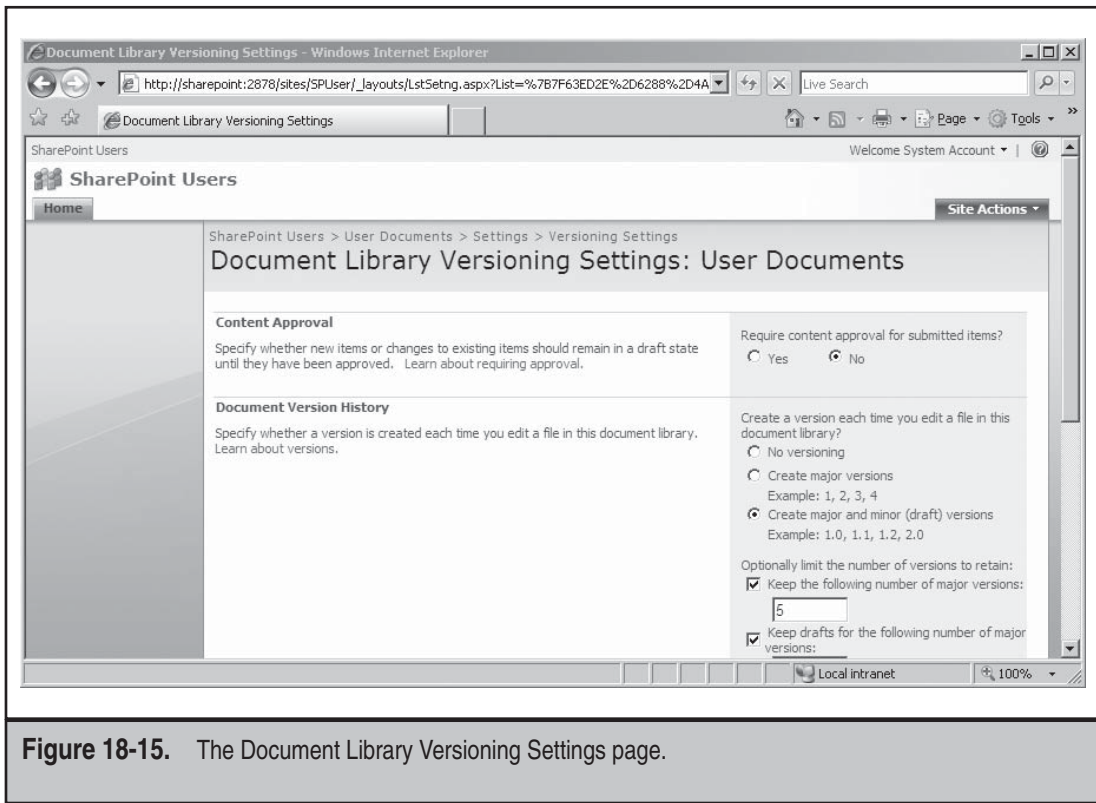 Document Library Versioning Settings - Windows Internet Explorer
http://sharepoint:2878/sites/SPUser/_layouts/LstSetng.aspx?List=%7B7F63ED2E%2D6288%2D4A
Live Search
Document Library Versioning Settings
Page
Tools
SharePoint Users
Welcome System Account
SharePoint Users
Home
Site Actions
SharePoint Users > User Documents > Settings > Versioning Settings
Document Library Versioning Settings: User Documents
Content Approval
Specify whether new items or changes to existing items should remain in a draft state
until they have been approved. Learn about requiring approval.
Require content approval for submitted items?
Yes
No
Document Version History
Specify whether a version is created each time you edit a file in this document library.
Learn about versions.
Create a version each time you edit a file in this
document library?
No versioning
Create major versions
Example: 1, 2, 3, 4
Create major and minor (draft) versions
Example: 1.0, 1.1, 1.2, 2.0
Optionally limit the number of versions to retain:
Keep the following number of major versions:
5
Keep drafts for the following number of major
versions:
Local intranet
100%
Figure 18-15. The Document Library Versioning Settings page.